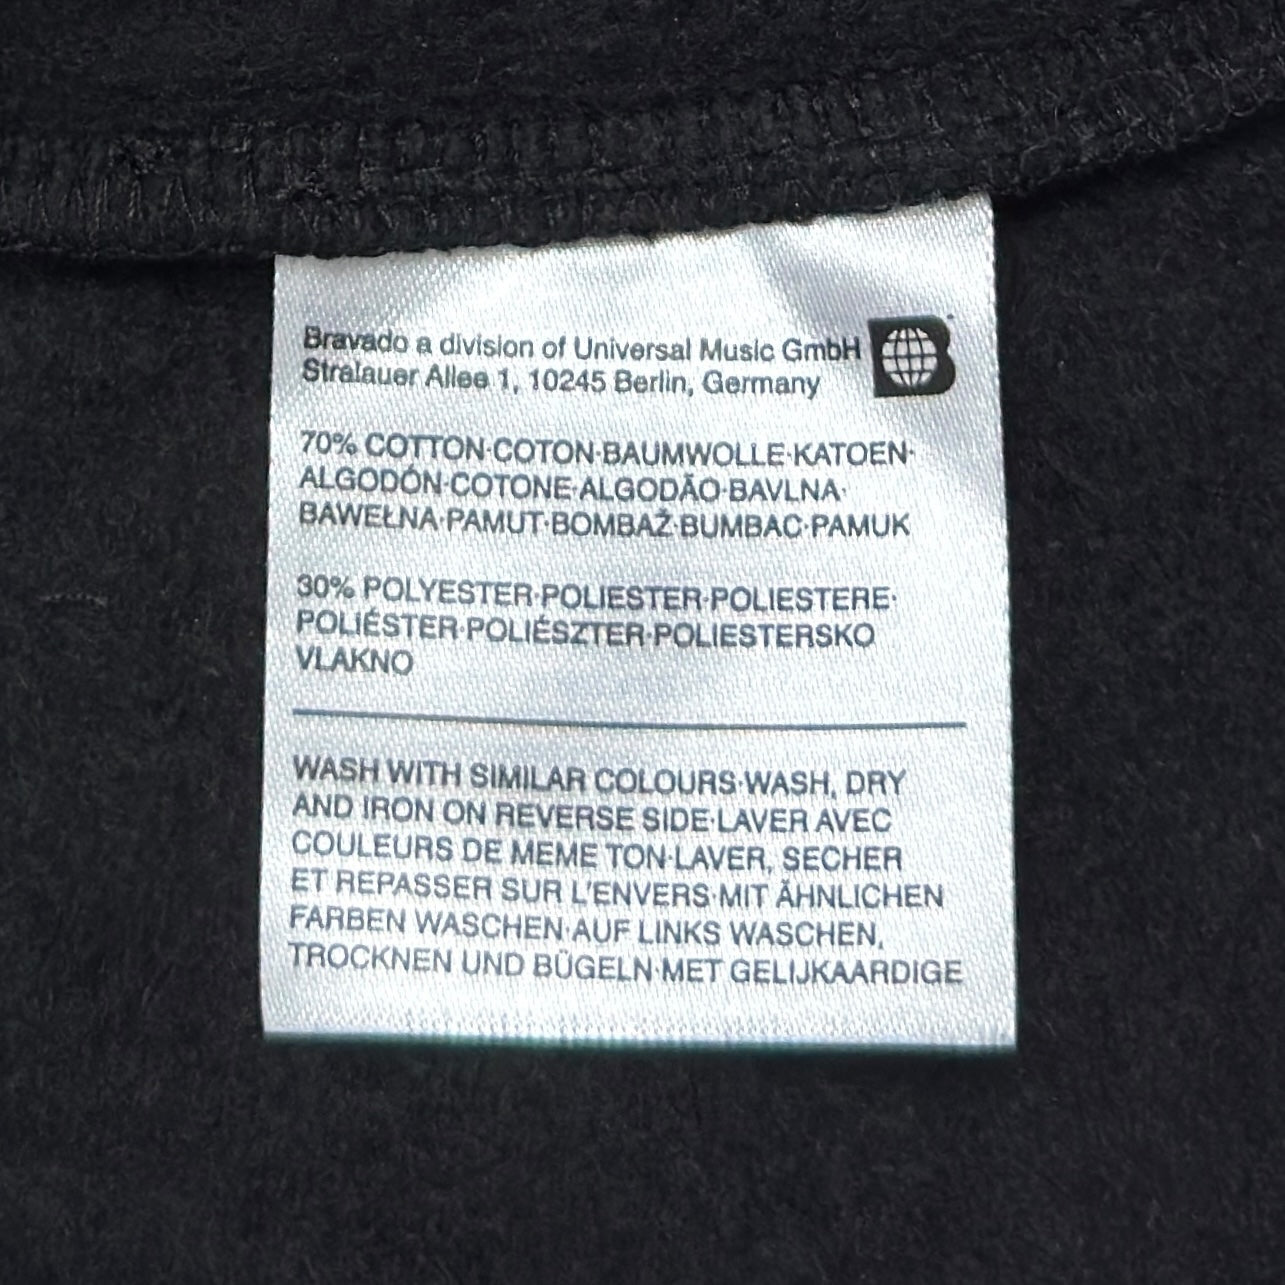 Bravado a division of Universal Music GmbH
Stralauer Allee 1, 10245 Berlin, Germany
B
70% COTTON·COTON·BAUMWOLLE·KATOEN·
ALGODÓN·COTONE·ALGODÃO·BAVLNA·
BAWEŁNA·PAMUT·BOMBAŽ·BUMBAC·PAMUK
30% POLYESTER·POLIESTER·POLIESTERE·
POLIÉSTER·POLIÉSZTER·POLIESTERSKO
VLAKNO
WASH WITH SIMILAR COLOURS·WASH, DRY
AND IRON ON REVERSE SIDE·LAVER AVEC
COULEURS DE MEME TON·LAVER, SECHER
ET REPASSER SUR L'ENVERS·MIT ÄHNLICHEN
FARBEN WASCHEN·AUF LINKS WASCHEN,
TROCKNEN UND BÜGELN·MET GELIJKAARDIGE